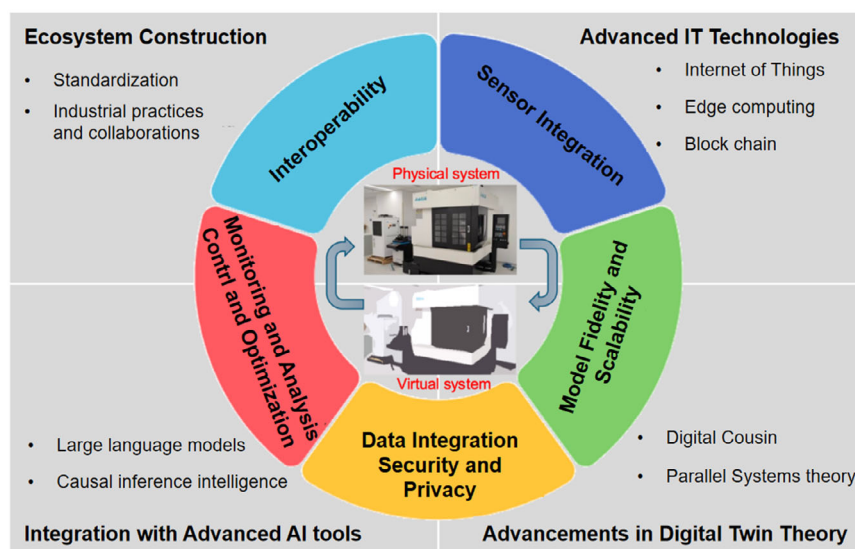 Ecosystem Construction
• Standardization
• Industrial practices
and collaborations
Advanced IT Technologies
• Internet of Things
• Edge computing
• Block chain
Interoperability
Sensor Integration
Physical system
Monitoring and Analysis
Contrl and Optimization
Model Fidelity and
Scalability
Virtual system
Data Integration
Security and
Privacy
• Large language models
• Causal inference intelligence
Integration with Advanced AI tools
• Digital Cousin
• Parallel Systems theory
Advancements in Digital Twin Theory